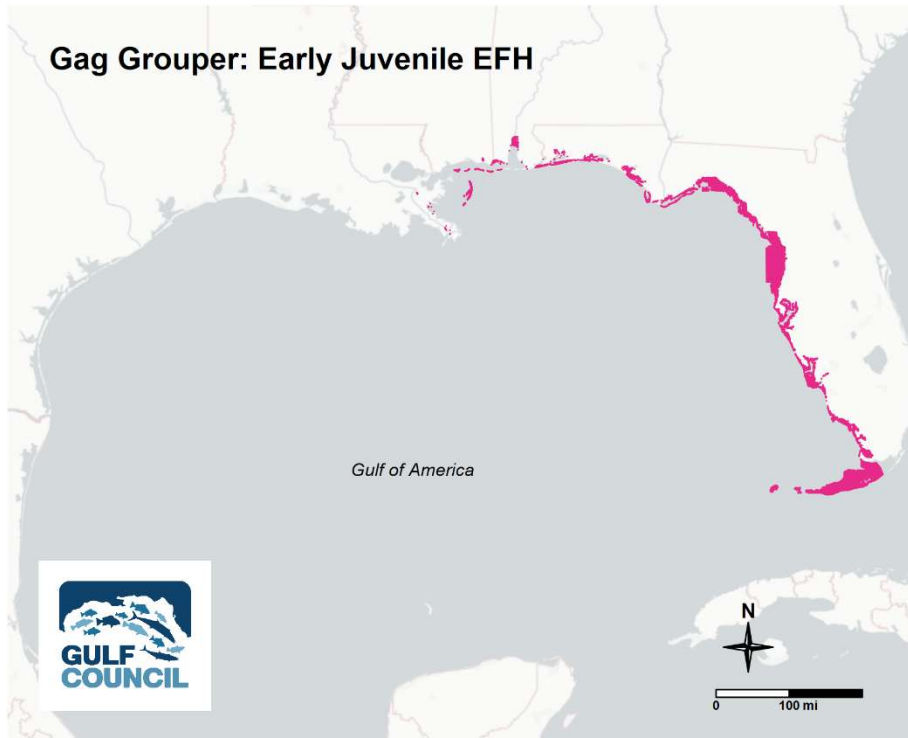 Gag Grouper: Early Juvenile EFH
Gulf of America
GULF
COUNCIL
N
0 100 mi